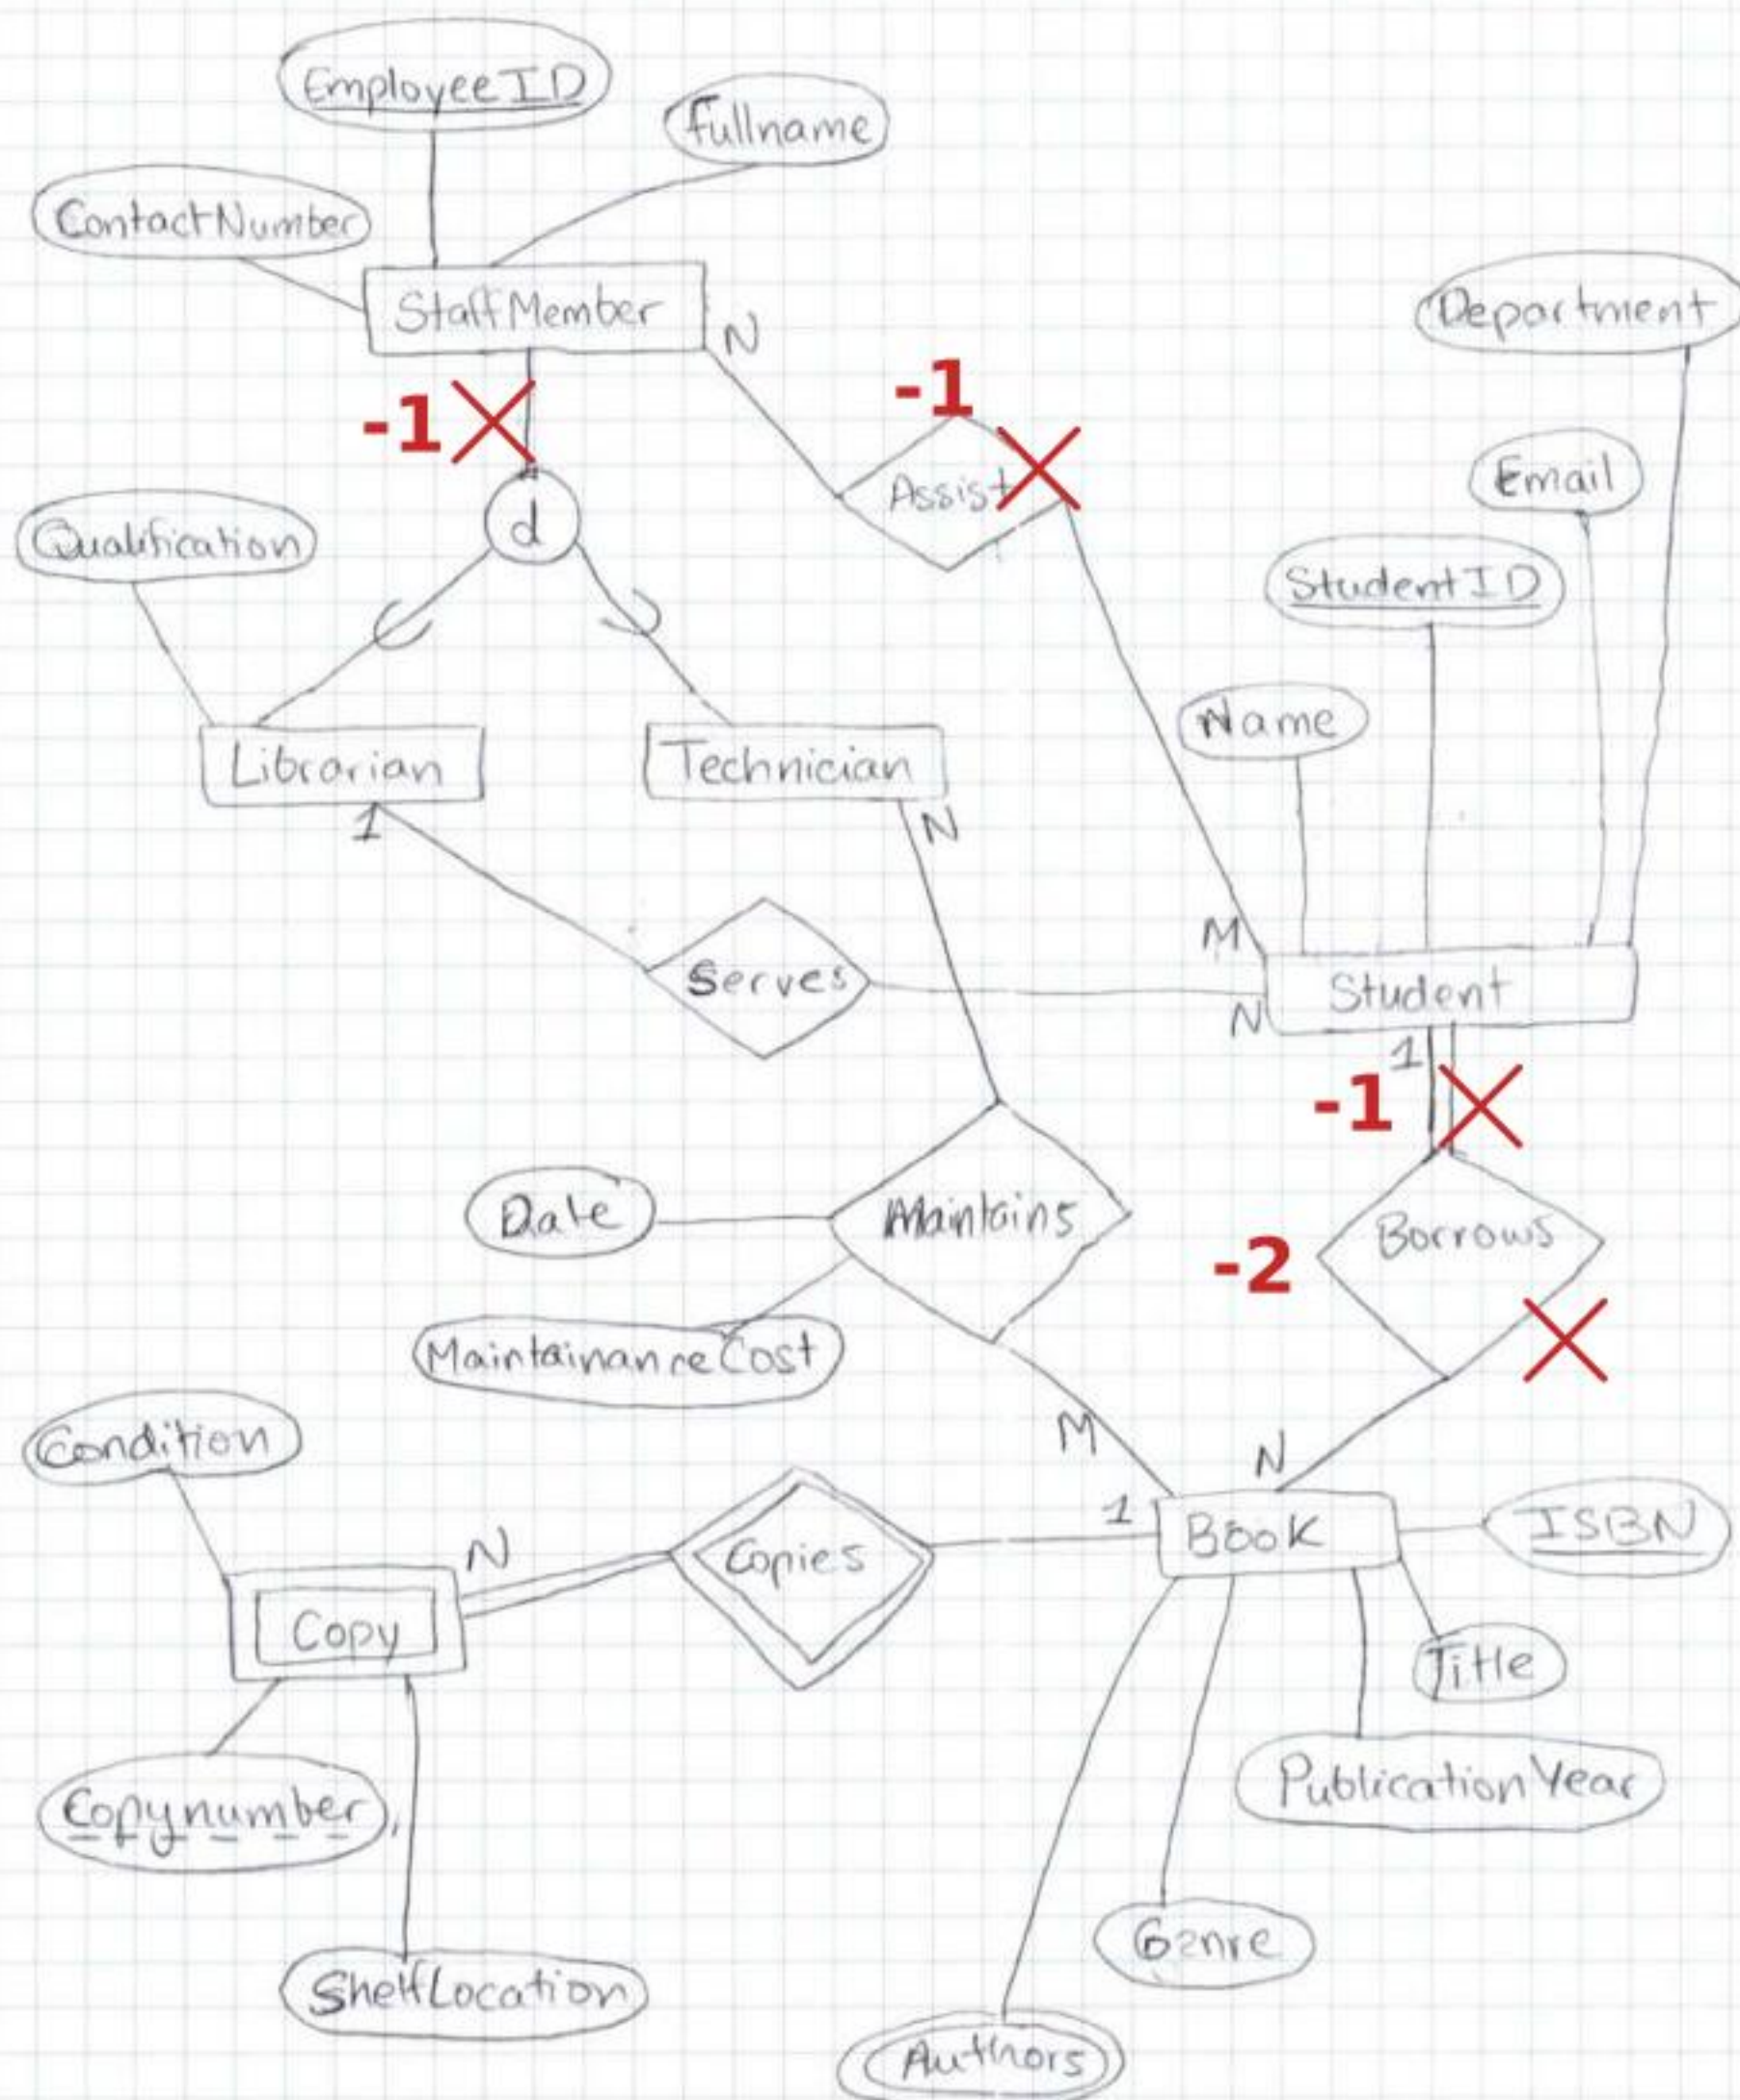 EmployeeID
fullname
ContactNumber
StaffMember
N
Department
-1
-1
Email
Assist
d
Qualification
StudentID
Name
Librarian
Technician
1
N
M
Serves
Student
N
1
-1
Date
Maintains
Borrows
-2
MaintainanceCost
M
N
Condition
1
Book
ISBN
N
Copies
Copy
Title
PublicationYear
Copynumber
Genre
ShelfLocation
Authors